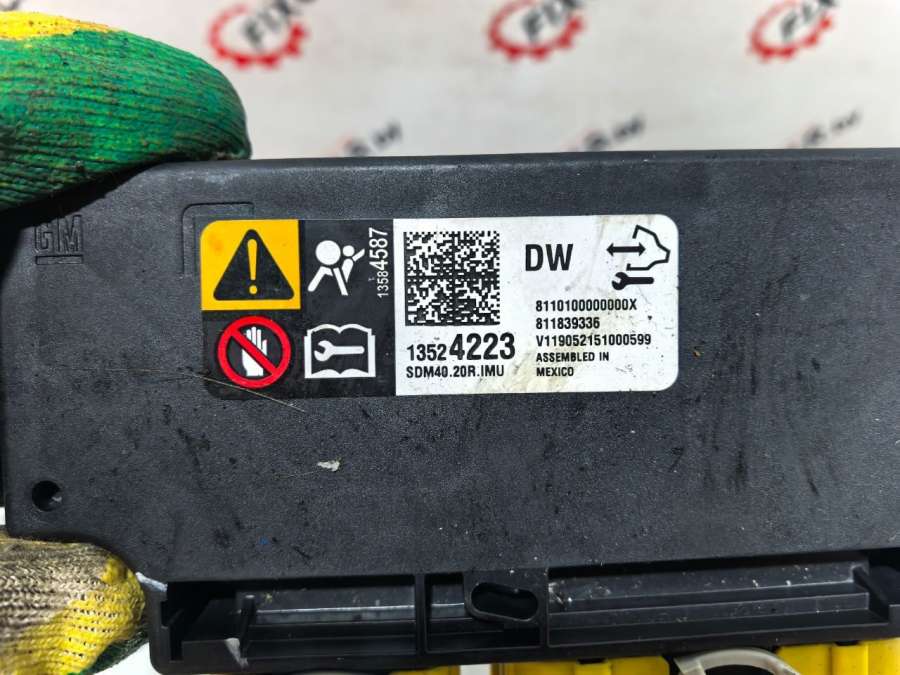 GM
13584587
DW
8110100000000X
811839336
V119052151000599
ASSEMBLED IN
MEXICO
13524223
SDM40.20R.IMU